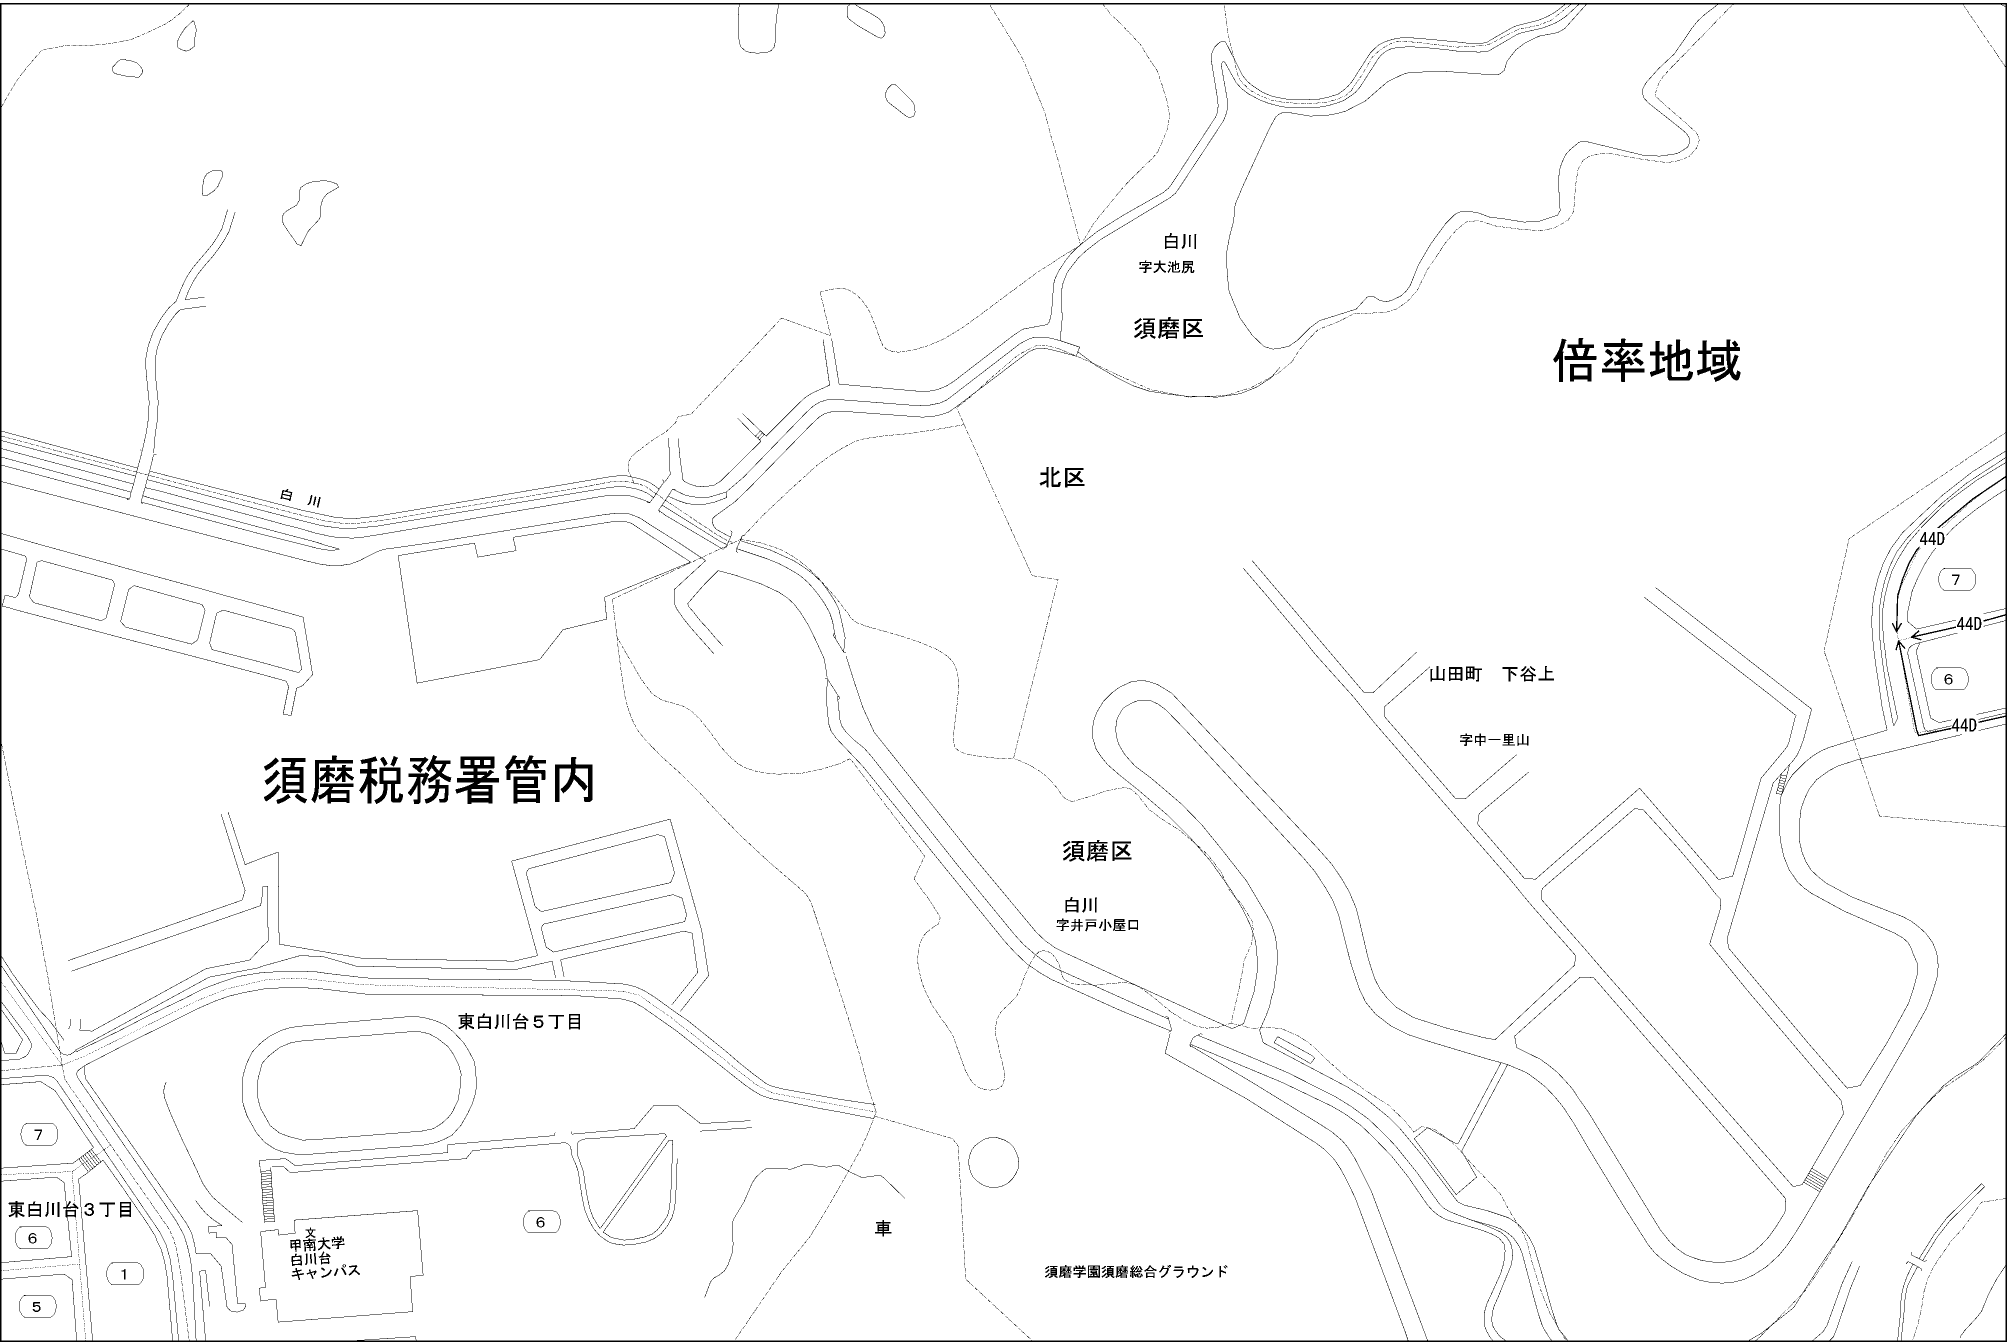 白川
字大池尻
須磨区
倍率地域
北区
白　川
44D
7
44D
山田町　下谷上
6
44D
字中一里山
須磨税務署管内
須磨区
白川
字井戸小屋口
東白川台５丁目
7
東白川台３丁目
6
文
甲南大学
白川台
キャンパス
6
車
1
須磨学園須磨総合グラウンド
5